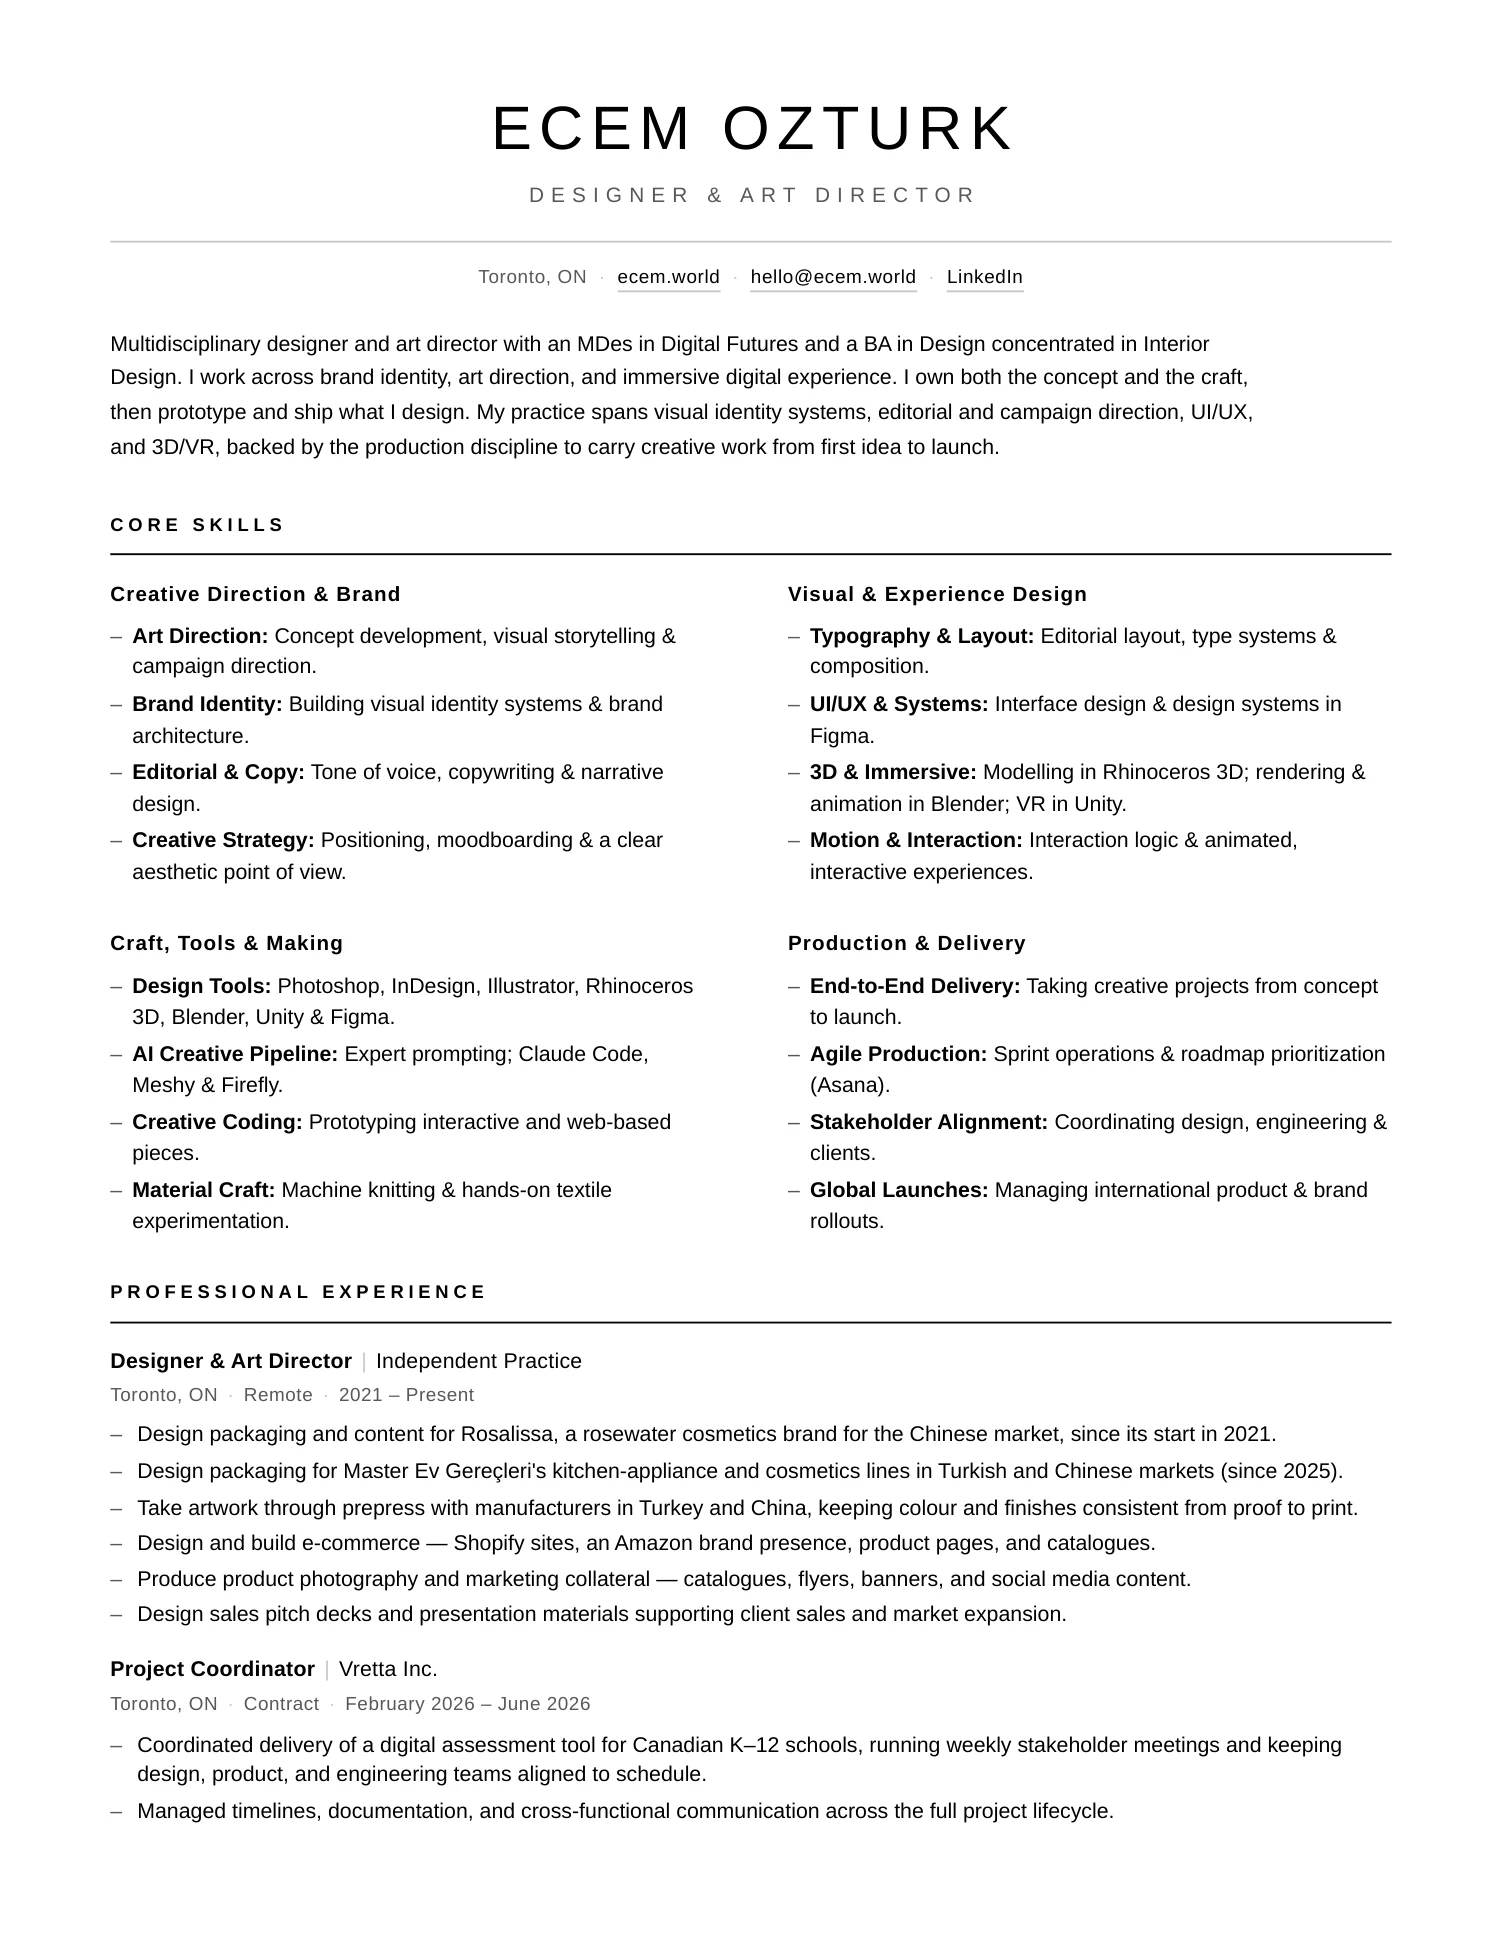 ECEM OZTURK
DESIGNER & ART DIRECTOR
Toronto, ON · ecem.world · hello@ecem.world · LinkedIn
Multidisciplinary designer and art director with an MDes in Digital Futures and a BA in Design concentrated in Interior
Design. I work across brand identity, art direction, and immersive digital experience. I own both the concept and the craft,
then prototype and ship what I design. My practice spans visual identity systems, editorial and campaign direction, UI/UX,
and 3D/VR, backed by the production discipline to carry creative work from first idea to launch.
CORE SKILLS
Creative Direction & Brand
– Art Direction: Concept development, visual storytelling &
campaign direction.
– Brand Identity: Building visual identity systems & brand
architecture.
– Editorial & Copy: Tone of voice, copywriting & narrative
design.
– Creative Strategy: Positioning, moodboarding & a clear
aesthetic point of view.
Visual & Experience Design
– Typography & Layout: Editorial layout, type systems &
composition.
– UI/UX & Systems: Interface design & design systems in
Figma.
– 3D & Immersive: Modelling in Rhinoceros 3D; rendering &
animation in Blender; VR in Unity.
– Motion & Interaction: Interaction logic & animated,
interactive experiences.
Craft, Tools & Making
– Design Tools: Photoshop, InDesign, Illustrator, Rhinoceros
3D, Blender, Unity & Figma.
– AI Creative Pipeline: Expert prompting; Claude Code,
Meshy & Firefly.
– Creative Coding: Prototyping interactive and web-based
pieces.
– Material Craft: Machine knitting & hands-on textile
experimentation.
Production & Delivery
– End-to-End Delivery: Taking creative projects from concept
to launch.
– Agile Production: Sprint operations & roadmap prioritization
(Asana).
– Stakeholder Alignment: Coordinating design, engineering &
clients.
– Global Launches: Managing international product & brand
rollouts.
PROFESSIONAL EXPERIENCE
Designer & Art Director | Independent Practice
Toronto, ON · Remote · 2021 – Present
– Design packaging and content for Rosalissa, a rosewater cosmetics brand for the Chinese market, since its start in 2021.
– Design packaging for Master Ev Gereçleri's kitchen-appliance and cosmetics lines in Turkish and Chinese markets (since 2025).
– Take artwork through prepress with manufacturers in Turkey and China, keeping colour and finishes consistent from proof to print.
– Design and build e-commerce — Shopify sites, an Amazon brand presence, product pages, and catalogues.
– Produce product photography and marketing collateral — catalogues, flyers, banners, and social media content.
– Design sales pitch decks and presentation materials supporting client sales and market expansion.
Project Coordinator | Vretta Inc.
Toronto, ON · Contract · February 2026 – June 2026
– Coordinated delivery of a digital assessment tool for Canadian K–12 schools, running weekly stakeholder meetings and keeping
design, product, and engineering teams aligned to schedule.
– Managed timelines, documentation, and cross-functional communication across the full project lifecycle.